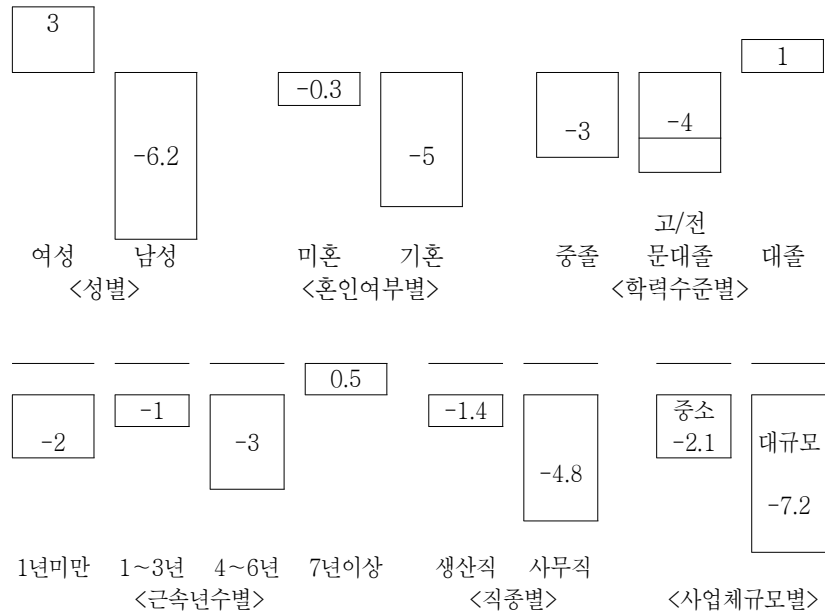 3
-6.2
-0.3
-5
-3
-4
1
여성 남성 미혼 기혼 중졸 고/전문대졸 대졸
<성별> <혼인여부별> <학력수준별>
-2
-1
-3
0.5
-1.4
-4.8
중소
-2.1
대규모
-7.2
1년미만 1~3년 4~6년 7년이상 생산직 사무직
<근속년수별> <직종별> <사업체규모별>